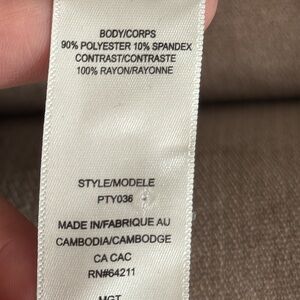 BODY/CORPS
90% POLYESTER 10% SPANDEX
CONTRAST/CONTRASTE
100% RAYON/RAYONNE
STYLE/MODELE
PTY036
MADE IN/FABRIQUE AU
CAMBODIA/CAMBODGE
CA CAC
RN#64211
MGT